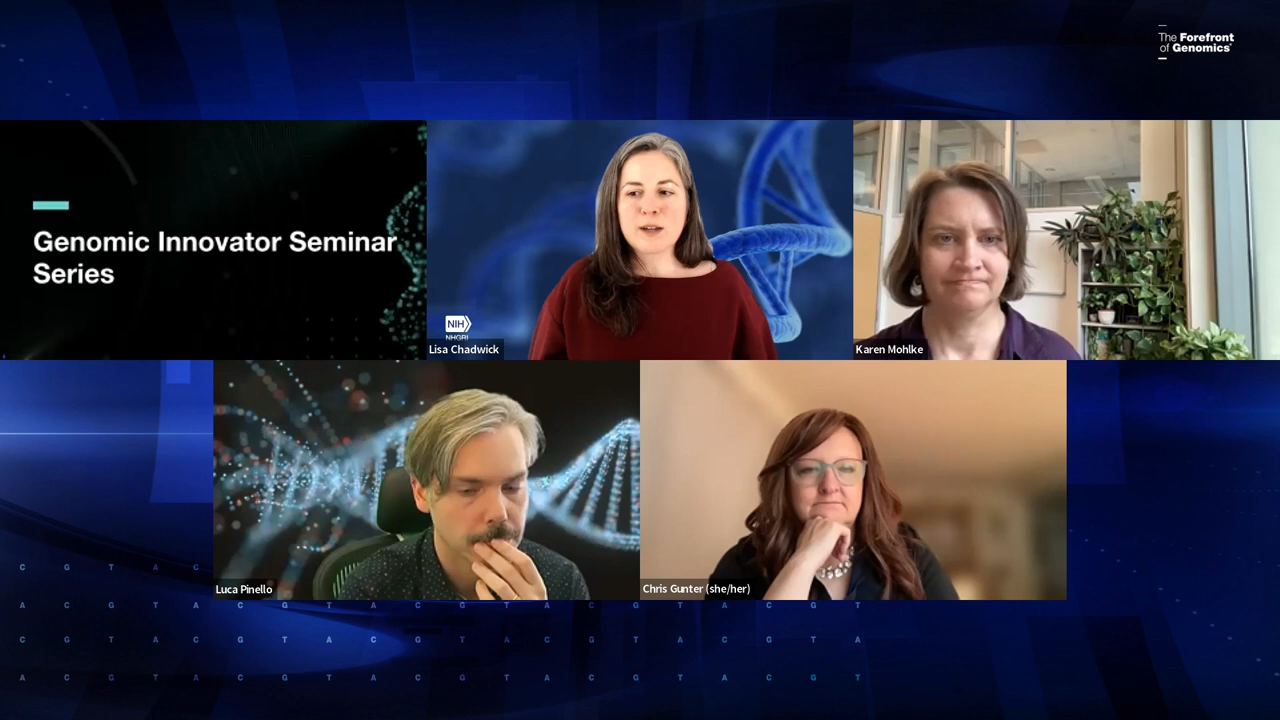 The Forefront
of Genomics®
Genomic Innovator Seminar
Series
NIH
NHGRI
Lisa Chadwick
Karen Mohlke
Luca Pinello
Chris Gunter (she/her)
C G T A C
A C G T A C G T A C G T A C G T A C G T
C G T A C G T A C G T A C G T A C G T A
A C G T A C G T A C G T A C G T A C G T